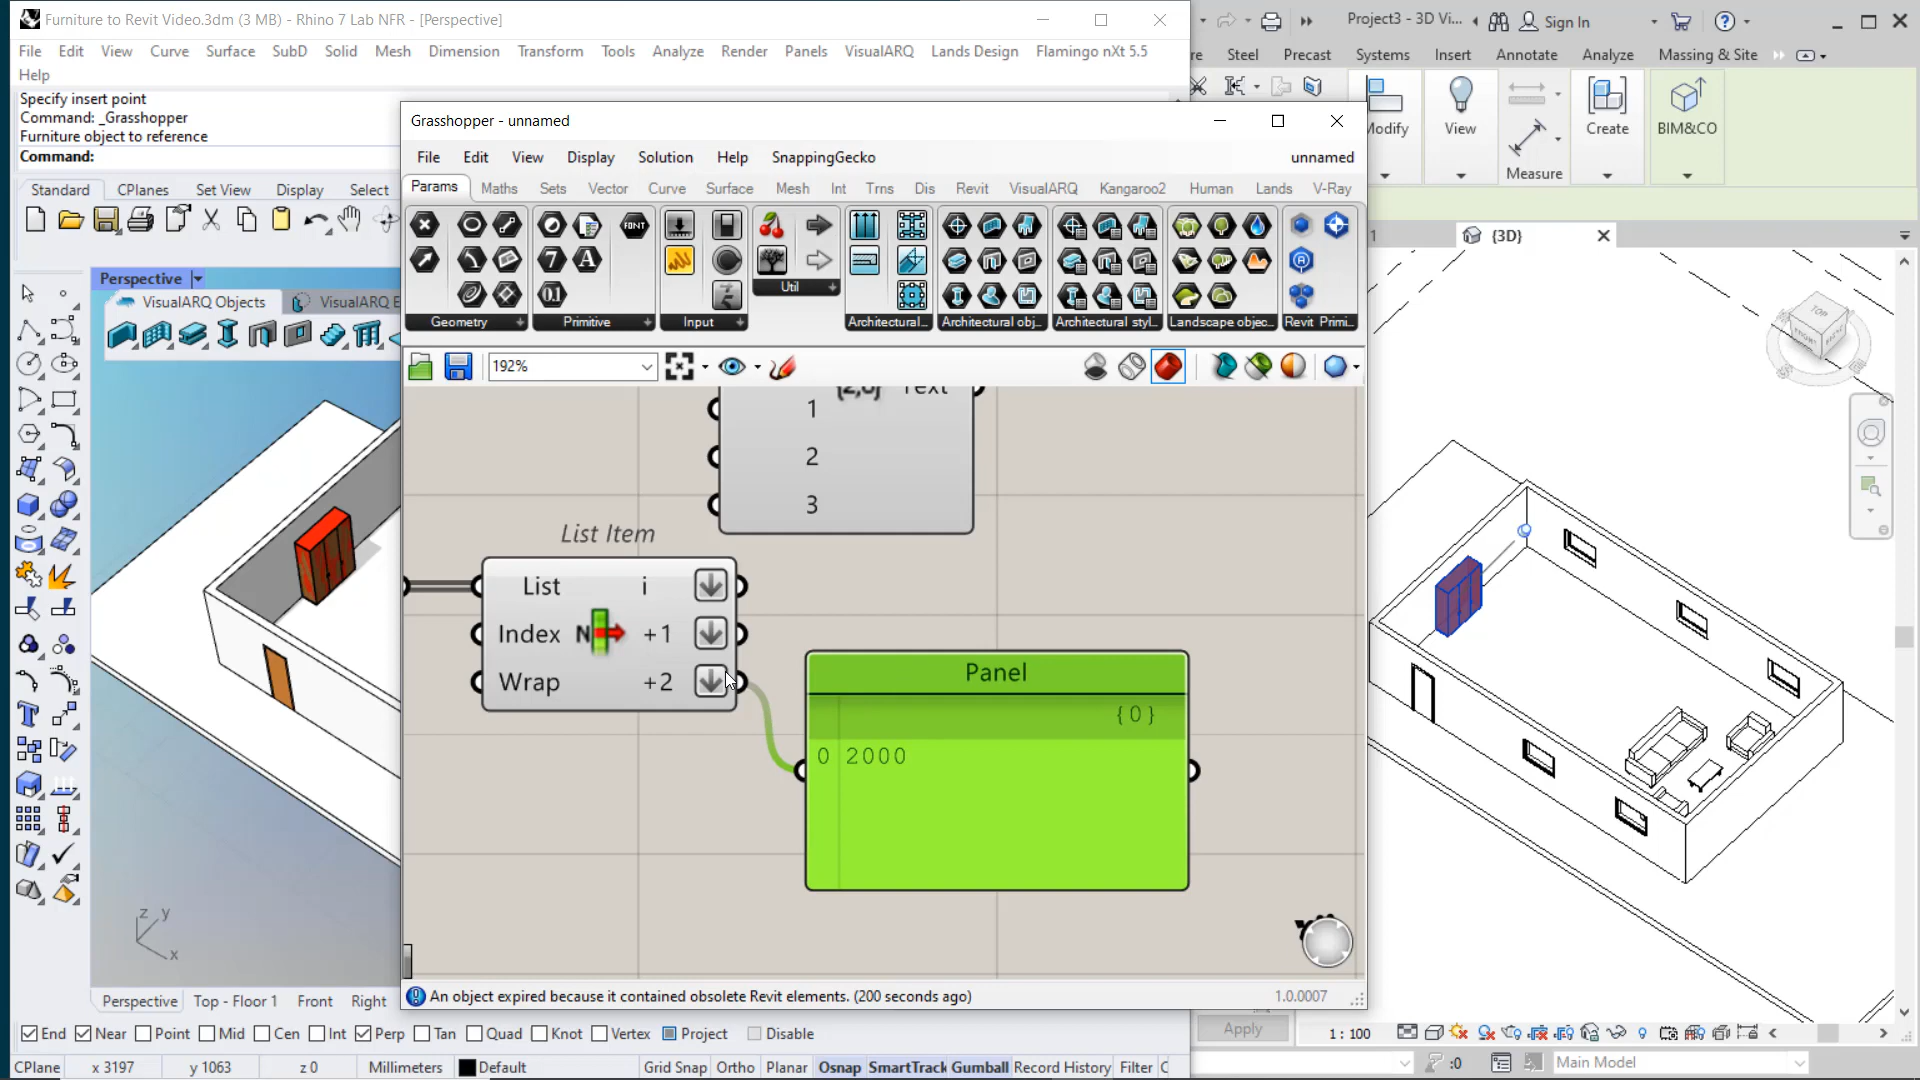 Furniture to Revit Video.3dm (3 MB) - Rhino 7 Lab NFR - [Perspective]
File Edit View Curve Surface SubD Solid Mesh Dimension Transform Tools Analyze Render Panels VisualARQ Lands Design Flamingo nXt 5.5
Help
Specify insert point
Command: _Grasshopper
Furniture object to reference
Command:
Standard CPlanes Set View Display Select
Perspective
VisualARQ Objects VisualARQ E
Grasshopper - unnamed
File Edit View Display Solution Help SnappingGecko unnamed
Params Maths Sets Vector Curve Surface Mesh Int Trns Dis Revit VisualARQ Kangaroo2 Human Lands V-Ray
FONT
Geometry Primitive Input Util Architectural... Architectural obj... Architectural styl... Landscape objec... Revit Primi...
192%
{2,0} Text
1
2
3
List Item
List i
Index N +1
Wrap +2
Panel
{0}
0 2000
An object expired because it contained obsolete Revit elements. (200 seconds ago) 1.0.0007
z y
x
Perspective Top - Floor 1 Front Right
End Near Point Mid Cen Int Perp Tan Quad Knot Vertex Project Disable
CPlane x 3197 y 1063 z 0 Millimeters Default Grid Snap Ortho Planar Osnap SmartTrack Gumball Record History Filter C
Project3 - 3D Vi... Sign In
re Steel Precast Systems Insert Annotate Analyze Massing & Site
Modify View Measure Create BIM&CO
1 {3D}
TOP
FRONT
Apply
1 : 100
:0 Main Model